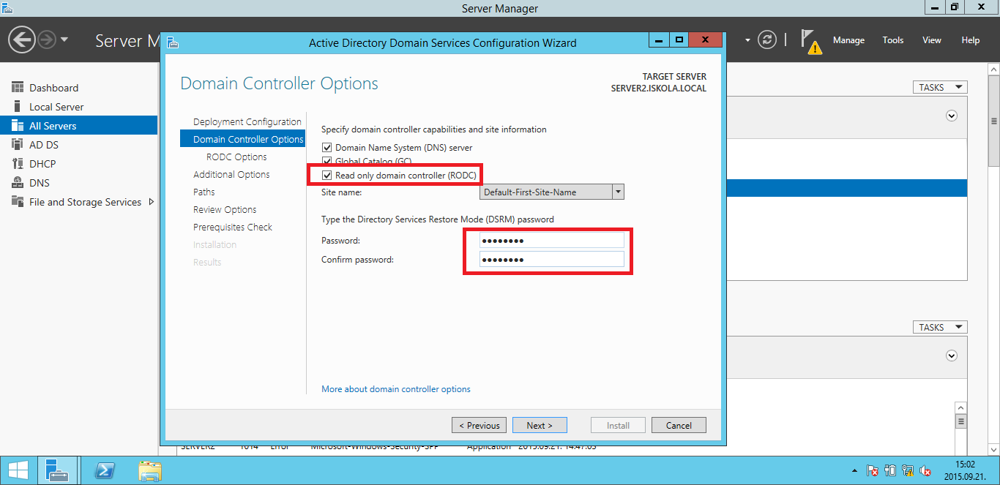 Server Manager
Server M
Manage Tools View Help
Active Directory Domain Services Configuration Wizard
Domain Controller Options
TARGET SERVER
SERVER2.ISKOLA.LOCAL
Dashboard
Local Server
All Servers
AD DS
DHCP
DNS
File and Storage Services
Deployment Configuration
Domain Controller Options
RODC Options
Additional Options
Paths
Review Options
Prerequisites Check
Installation
Results
Specify domain controller capabilities and site information
Domain Name System (DNS) server
Global Catalog (GC)
Read only domain controller (RODC)
Site name: Default-First-Site-Name
Type the Directory Services Restore Mode (DSRM) password
Password: ●●●●●●●●
Confirm password: ●●●●●●●●
More about domain controller options
< Previous Next > Install Cancel
TASKS
TASKS
SERVER2 1014 Error Microsoft-Windows-Security-SPP Application 2015.09.21. 14:47:03
15:02
2015.09.21.